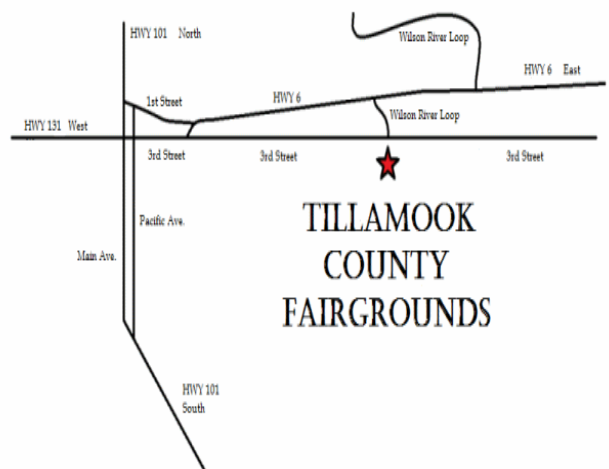 HWY 101 North
Wilson River Loop
HWY 6 East
1st Street
HWY 6
Wilson River Loop
HWY 131 West
3rd Street
3rd Street
3rd Street
TILLAMOOK
COUNTY
FAIRGROUNDS
Pacific Ave.
Main Ave.
HWY 101
South